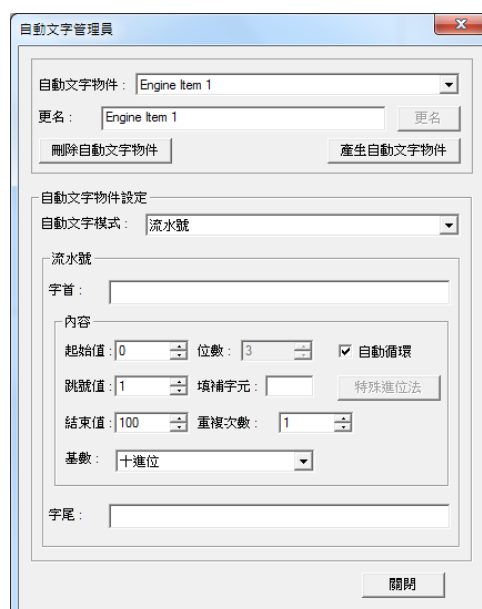 自動文字管理員
自動文字物件： Engine Item 1
更名： Engine Item 1 更名
刪除自動文字物件 產生自動文字物件
自動文字物件設定
自動文字模式： 流水號
流水號
字首：
內容
起始值： 0 位數： 3 自動循環
跳號值： 1 填補字元： 特殊進位法
結束值： 100 重複次數： 1
基數： 十進位
字尾：
關閉